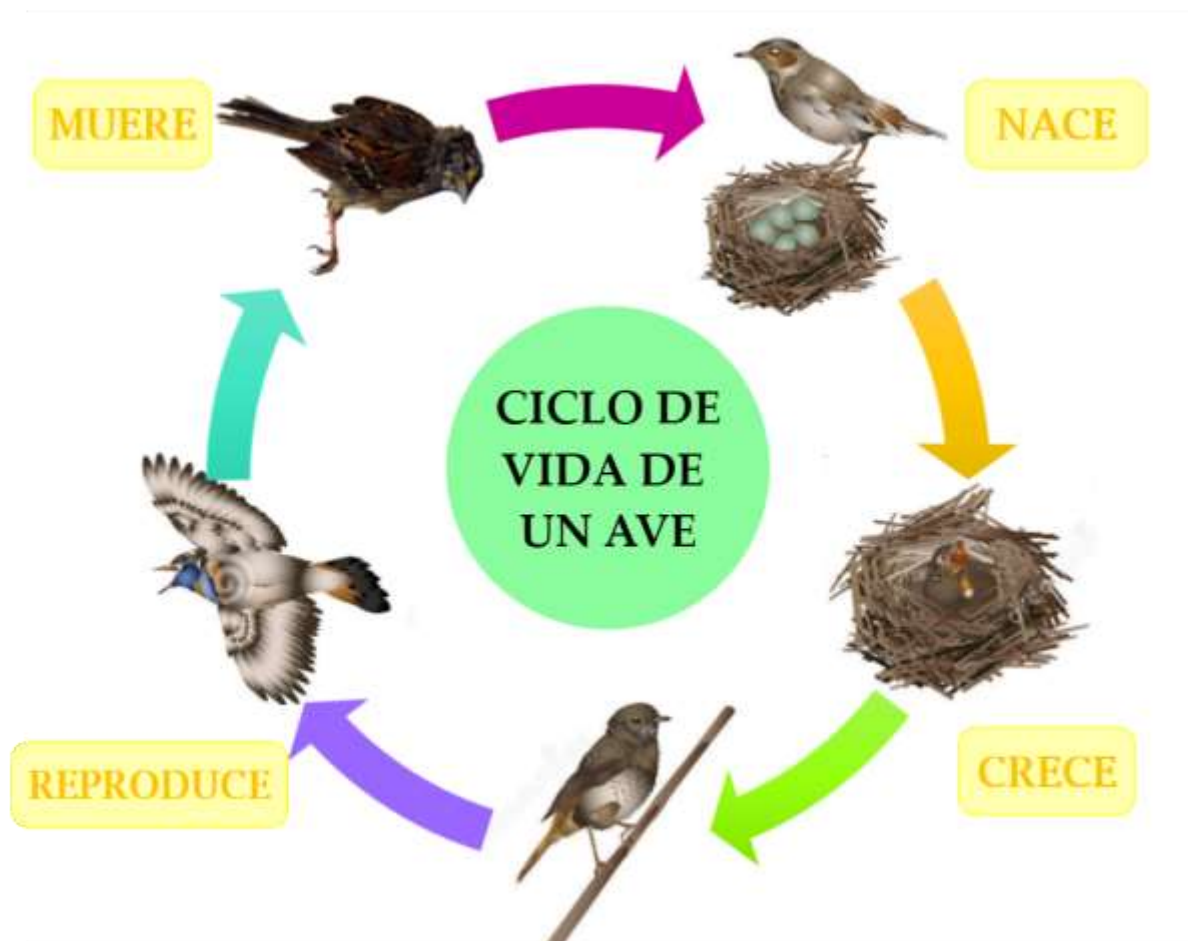 CICLO DE
VIDA DE
UN AVE
NACE
CRECE
REPRODUCE
MUERE